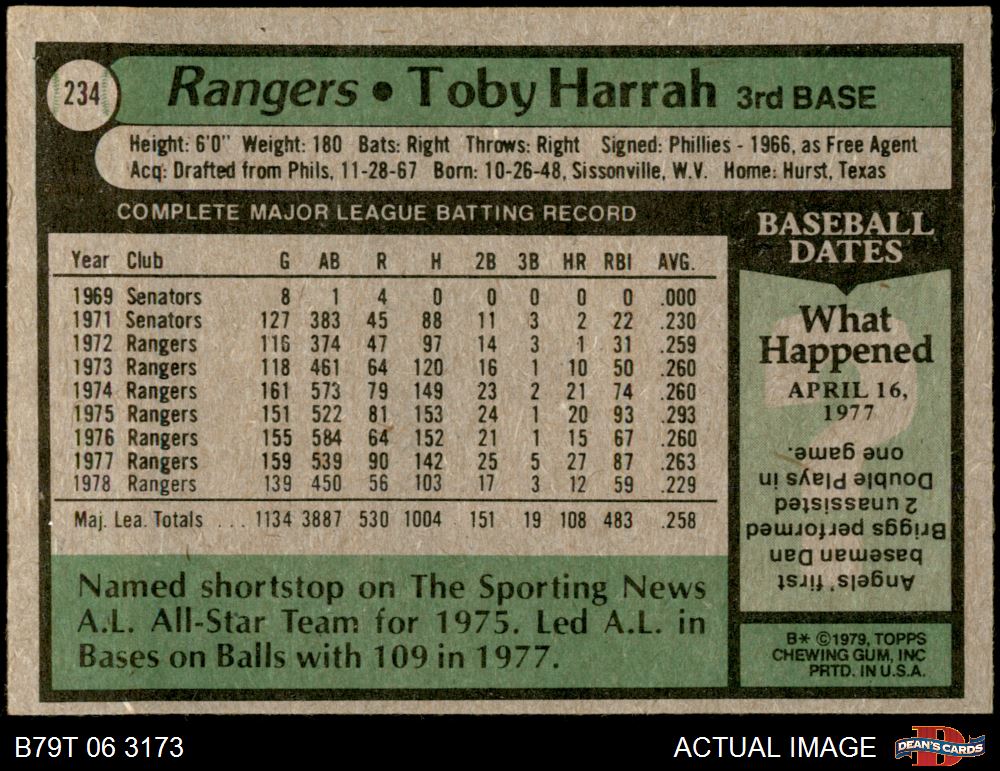 234
Rangers • Toby Harrah 3rd BASE
Height: 6'0" Weight: 180 Bats: Right Throws: Right Signed: Phillies - 1966, as Free Agent
Acq: Drafted from Phils, 11-28-67 Born: 10-26-48, Sissonville, W.V. Home: Hurst, Texas
COMPLETE MAJOR LEAGUE BATTING RECORD
Year Club G AB R H 2B 3B HR RBI AVG.
1969 Senators 8 1 4 0 0 0 0 0 .000
1971 Senators 127 383 45 88 11 3 2 22 .230
1972 Rangers 116 374 47 97 14 3 1 31 .259
1973 Rangers 118 461 64 120 16 1 10 50 .260
1974 Rangers 161 573 79 149 23 2 21 74 .260
1975 Rangers 151 522 81 153 24 1 20 93 .293
1976 Rangers 155 584 64 152 21 1 15 67 .260
1977 Rangers 159 539 90 142 25 5 27 87 .263
1978 Rangers 139 450 56 103 17 3 12 59 .229
Maj. Lea. Totals ... 1134 3887 530 1004 151 19 108 483 .258
Named shortstop on The Sporting News
A.L. All-Star Team for 1975. Led A.L. in
Bases on Balls with 109 in 1977.
BASEBALL
DATES
What
Happened
APRIL 16,
1977
Angels' first
baseman Dan
Briggs performed
2 unassisted
Double Plays in
one game.
B* ©1979, TOPPS
CHEWING GUM, INC
PRTD. IN U.S.A.
B79T 06 3173
ACTUAL IMAGE
D
DEAN'S CARDS